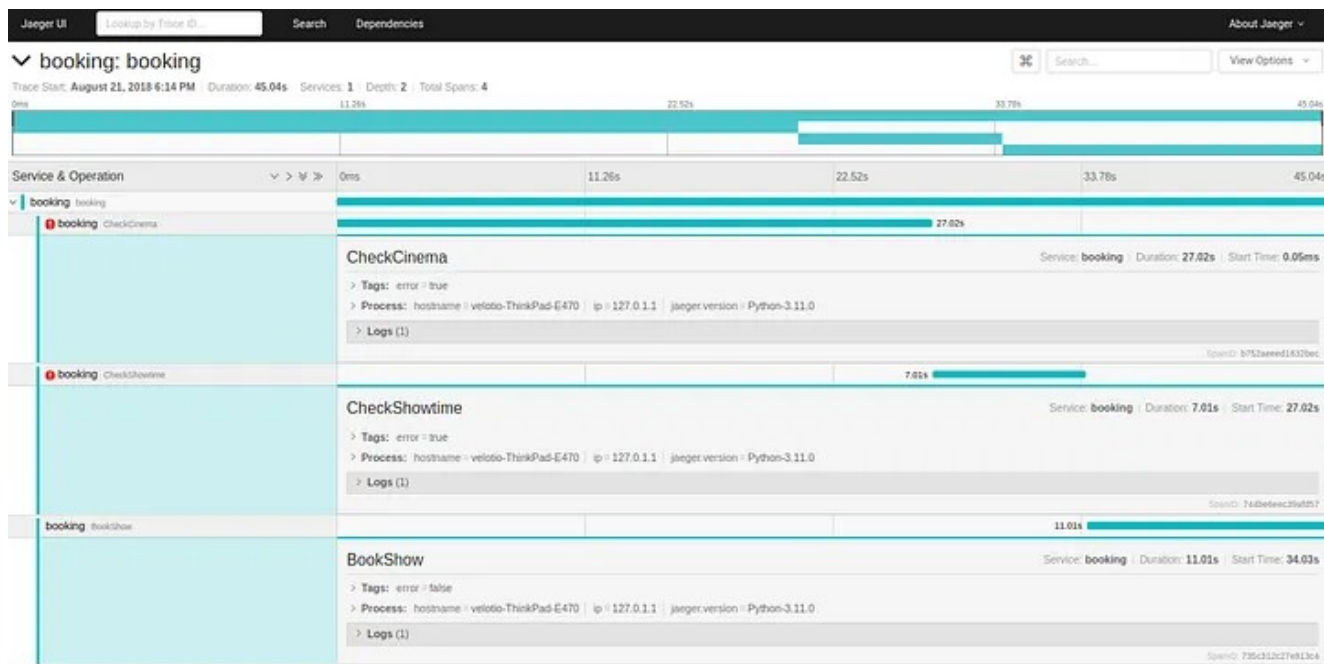 Jaeger UI Lookup by Trace ID... Search Dependencies About Jaeger
booking: booking ⌘ Search... View Options
Trace Start: August 21, 2018 6:14 PM Duration: 45.04s Services: 1 Depth: 2 Total Spans: 4
0ms 11.26s 22.52s 33.78s 45.04s
Service & Operation 0ms 11.26s 22.52s 33.78s 45.04s
booking booking
booking CheckCinema 27.02s
CheckCinema Service: booking Duration: 27.02s Start Time: 0.05ms
Tags: error = true
Process: hostname = velotio-ThinkPad-E470 ip = 127.0.1.1 jaeger.version = Python-3.11.0
Logs (1)
SpanID:
booking CheckShowtime 7.01s
CheckShowtime Service: booking Duration: 7.01s Start Time: 27.02s
Tags: error = true
Process: hostname = velotio-ThinkPad-E470 ip = 127.0.1.1 jaeger.version = Python-3.11.0
Logs (1)
SpanID:
booking BookShow 11.01s
BookShow Service: booking Duration: 11.01s Start Time: 34.03s
Tags: error = false
Process: hostname = velotio-ThinkPad-E470 ip = 127.0.1.1 jaeger.version = Python-3.11.0
Logs (1)
SpanID: